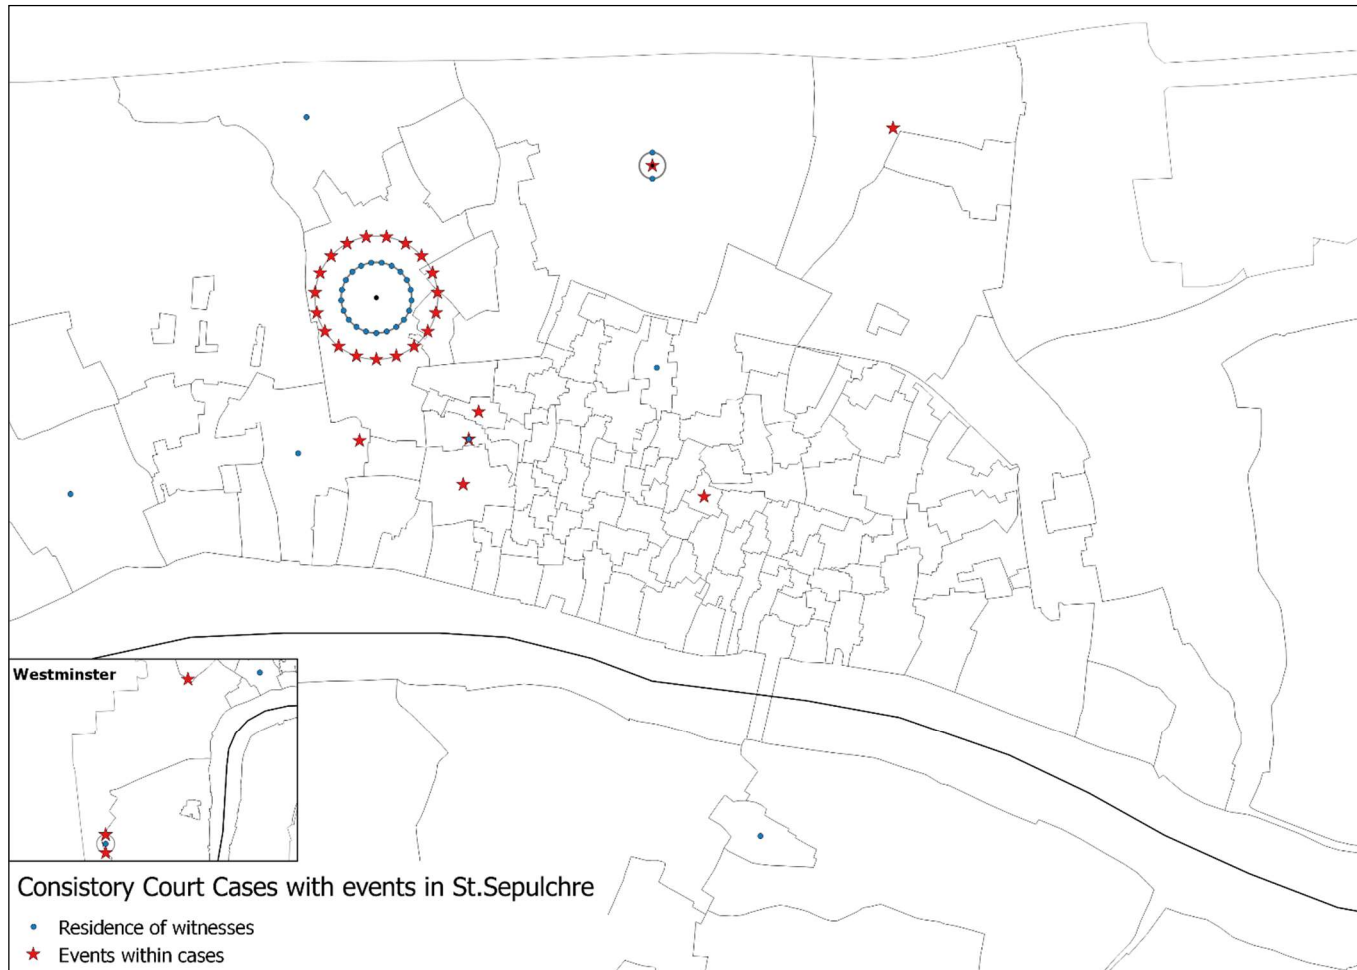 Westminster
Consistory Court Cases with events in St.Sepulchre
Residence of witnesses
Events within cases